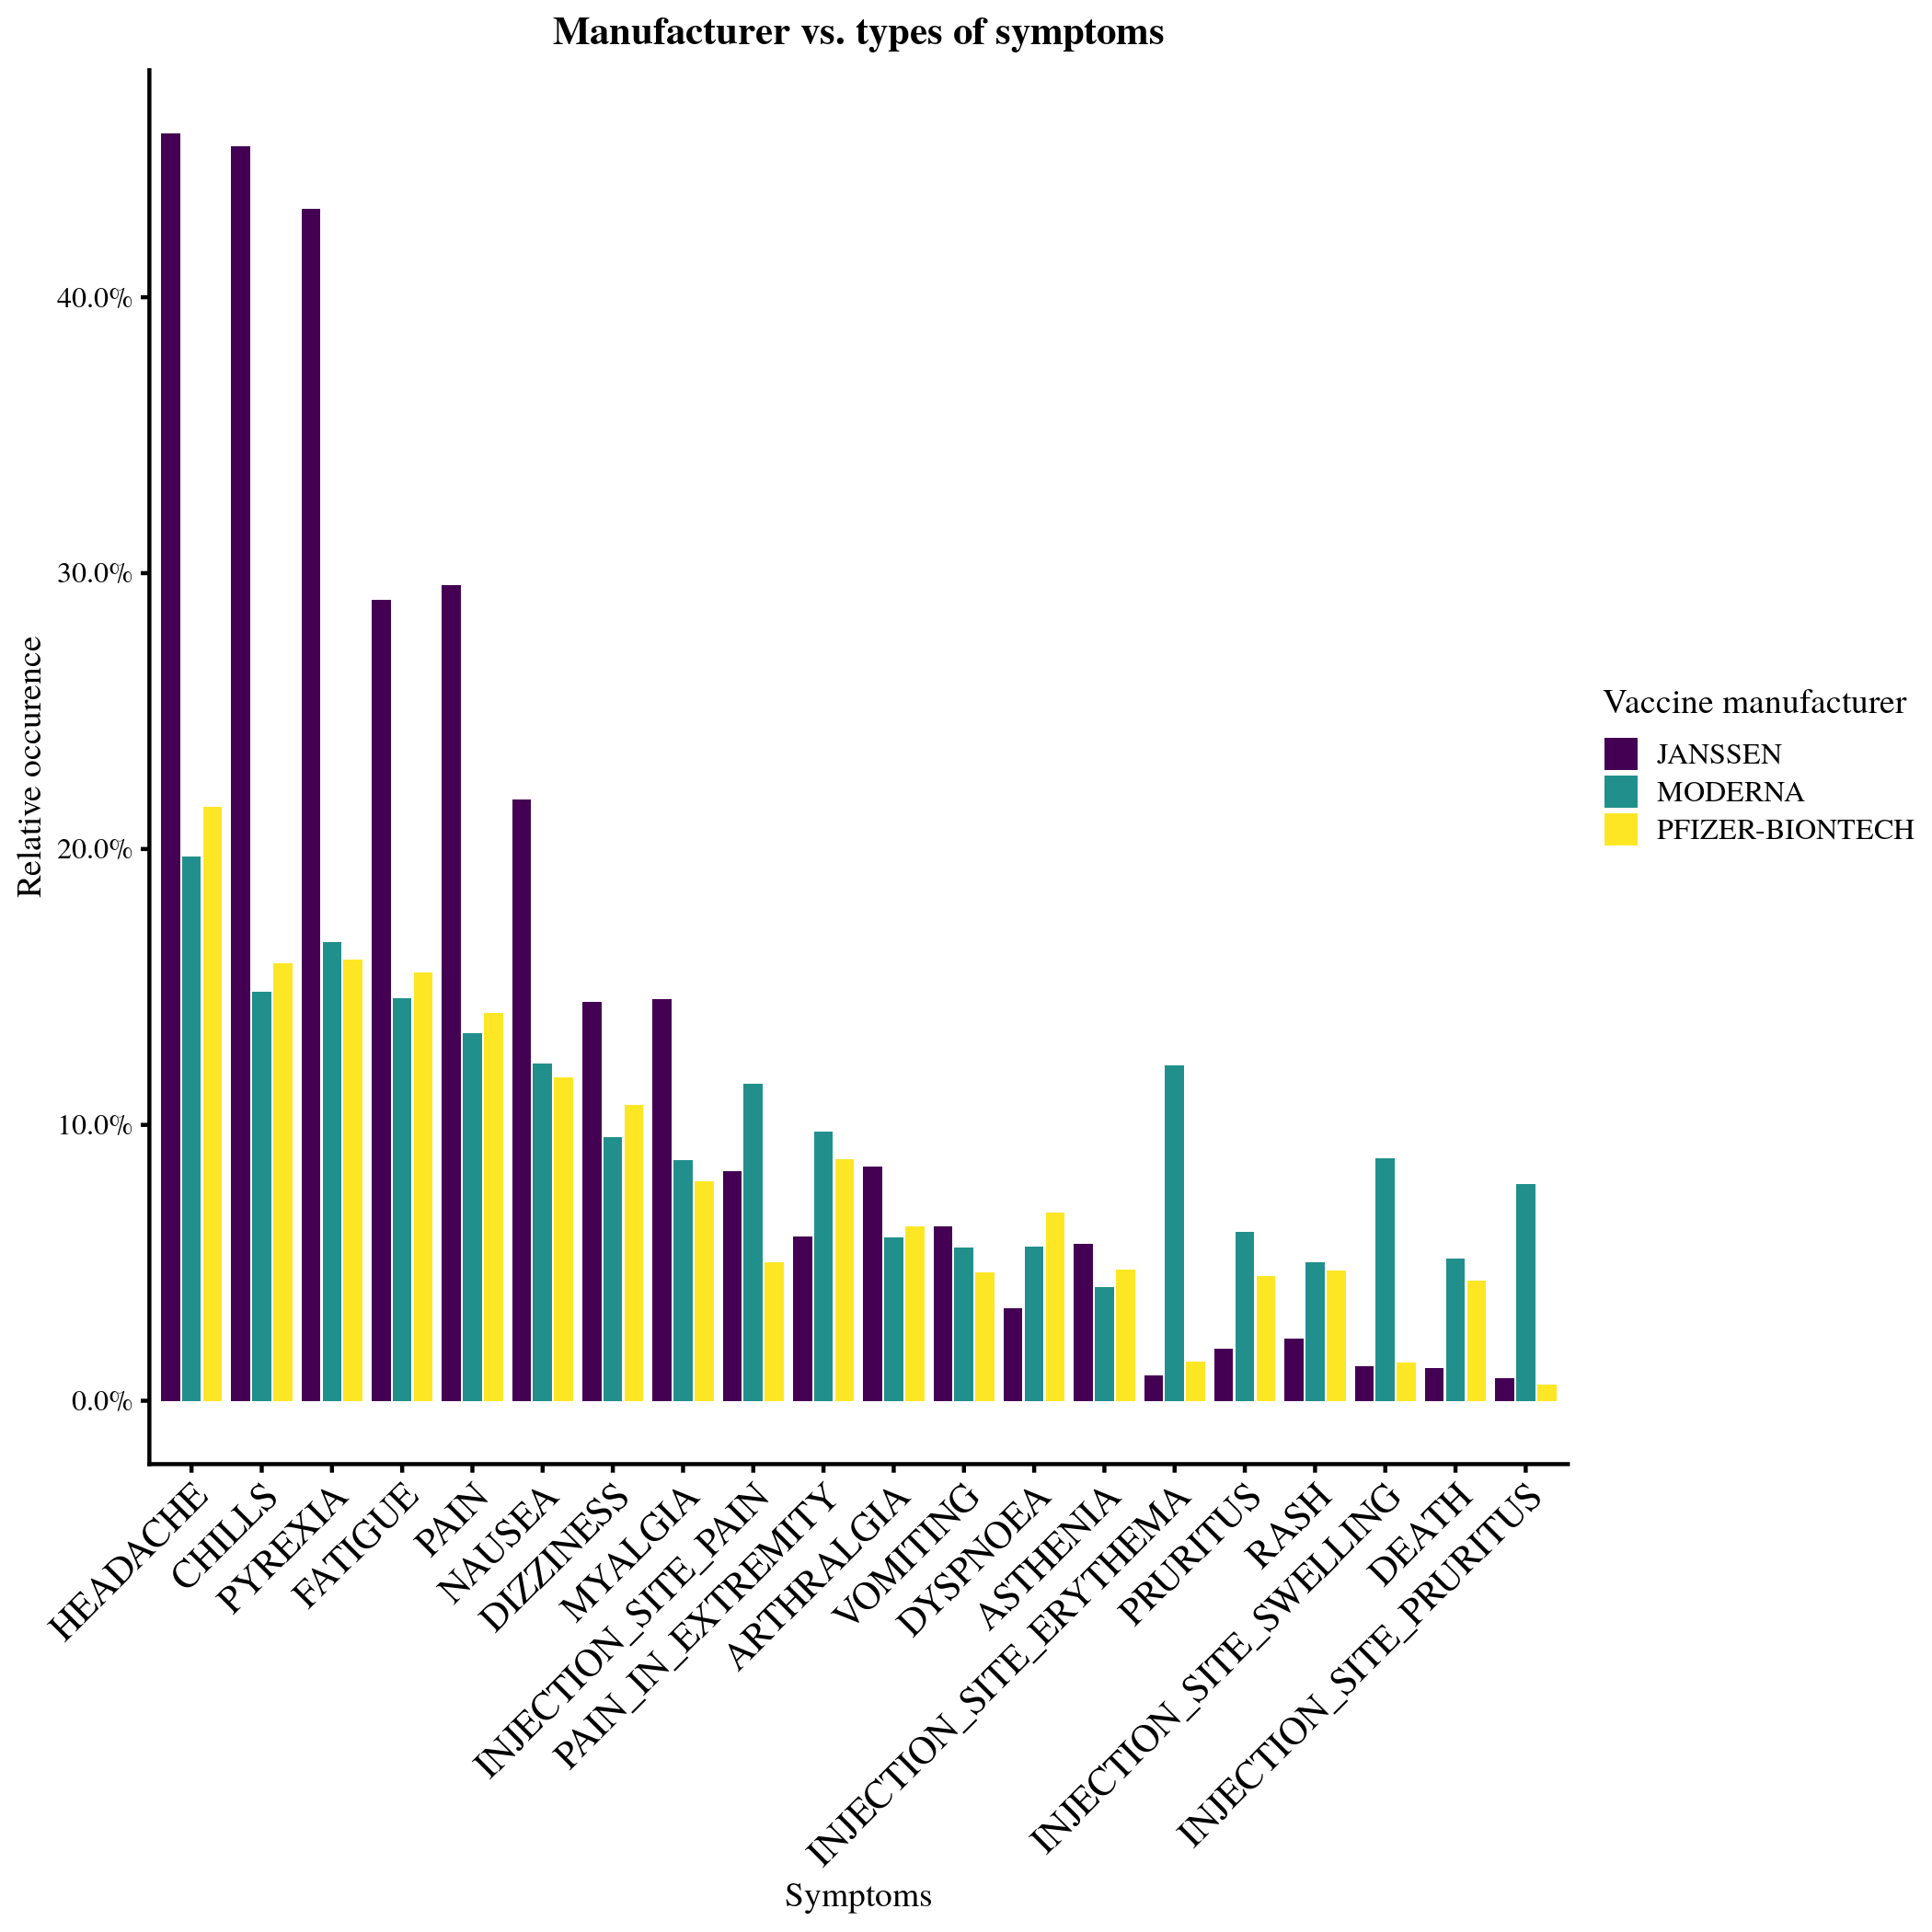 Manufacturer vs. types of symptoms
Relative occurence
40.0%
30.0%
20.0%
10.0%
0.0%
Vaccine manufacturer
JANSSEN
MODERNA
PFIZER-BIONTECH
HEADACHE
CHILLS
PYREXIA
FATIGUE
PAIN
NAUSEA
DIZZINESS
MYALGIA
INJECTION_SITE_PAIN
PAIN_IN_EXTREMITY
ARTHRALGIA
VOMITING
DYSPNOEA
ASTHENIA
INJECTION_SITE_ERYTHEMA
PRURITUS
RASH
INJECTION_SITE_SWELLING
DEATH
INJECTION_SITE_PRURITUS
Symptoms